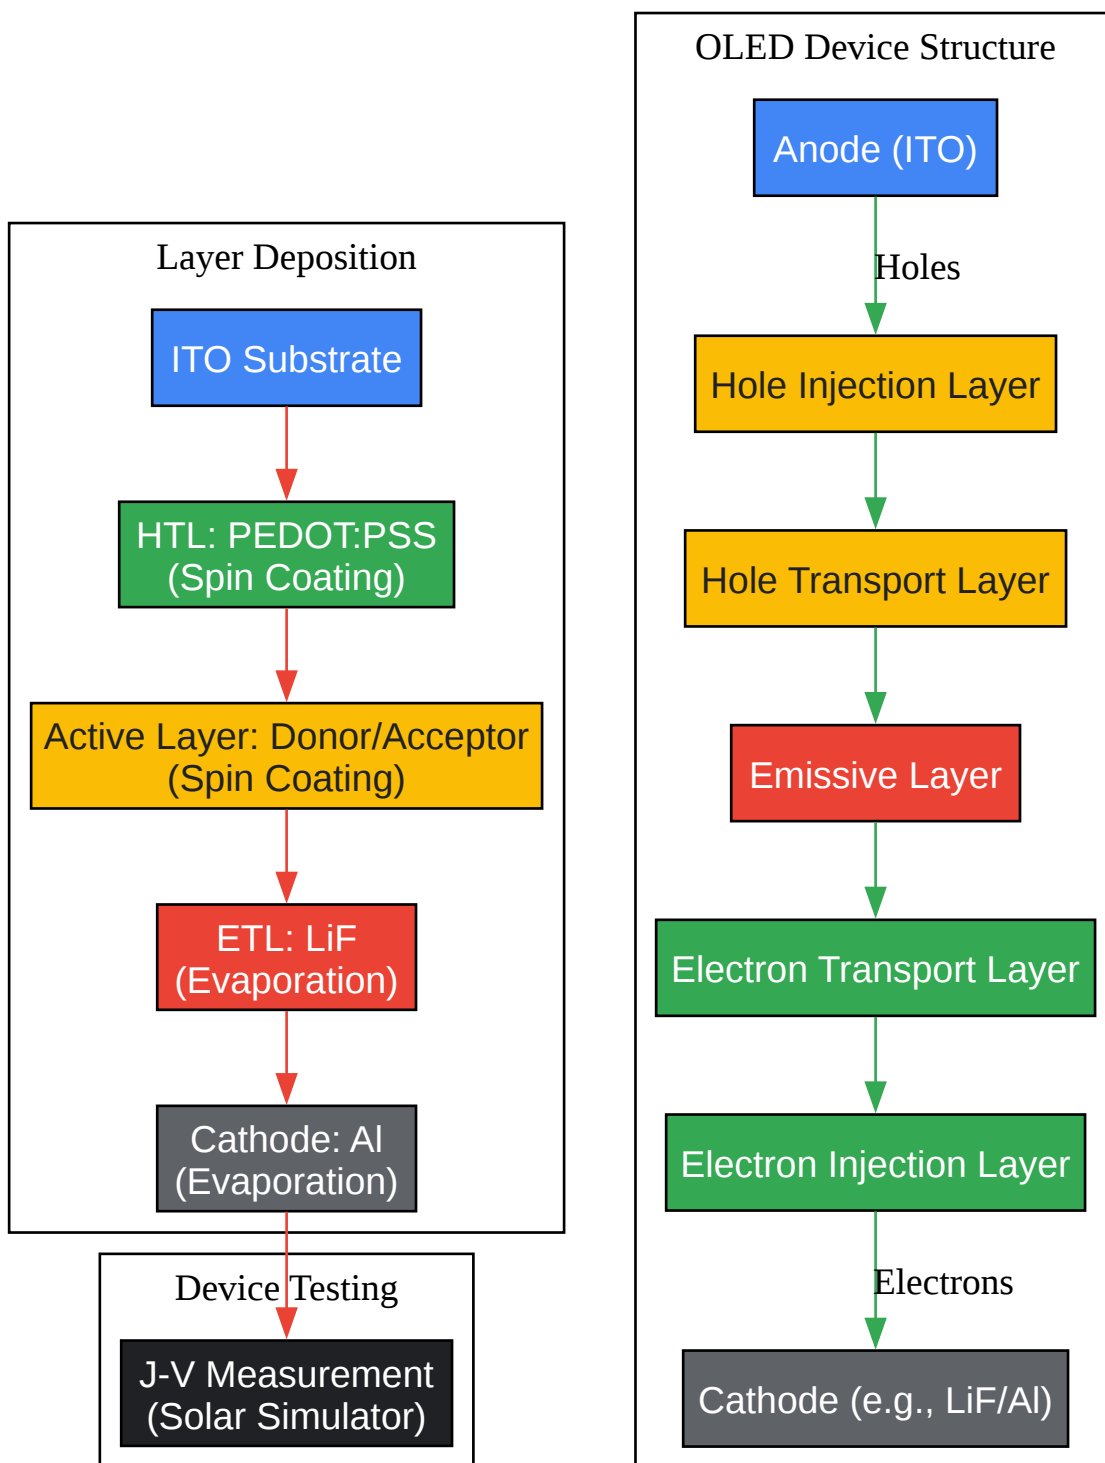 Layer Deposition
ITO Substrate
HTL: PEDOT:PSS
(Spin Coating)
Active Layer: Donor/Acceptor
(Spin Coating)
ETL: LiF
(Evaporation)
Cathode: Al
(Evaporation)
Device Testing
J-V Measurement
(Solar Simulator)
OLED Device Structure
Anode (ITO)
Holes
Hole Injection Layer
Hole Transport Layer
Emissive Layer
Electron Transport Layer
Electron Injection Layer
Electrons
Cathode (e.g., LiF/Al)